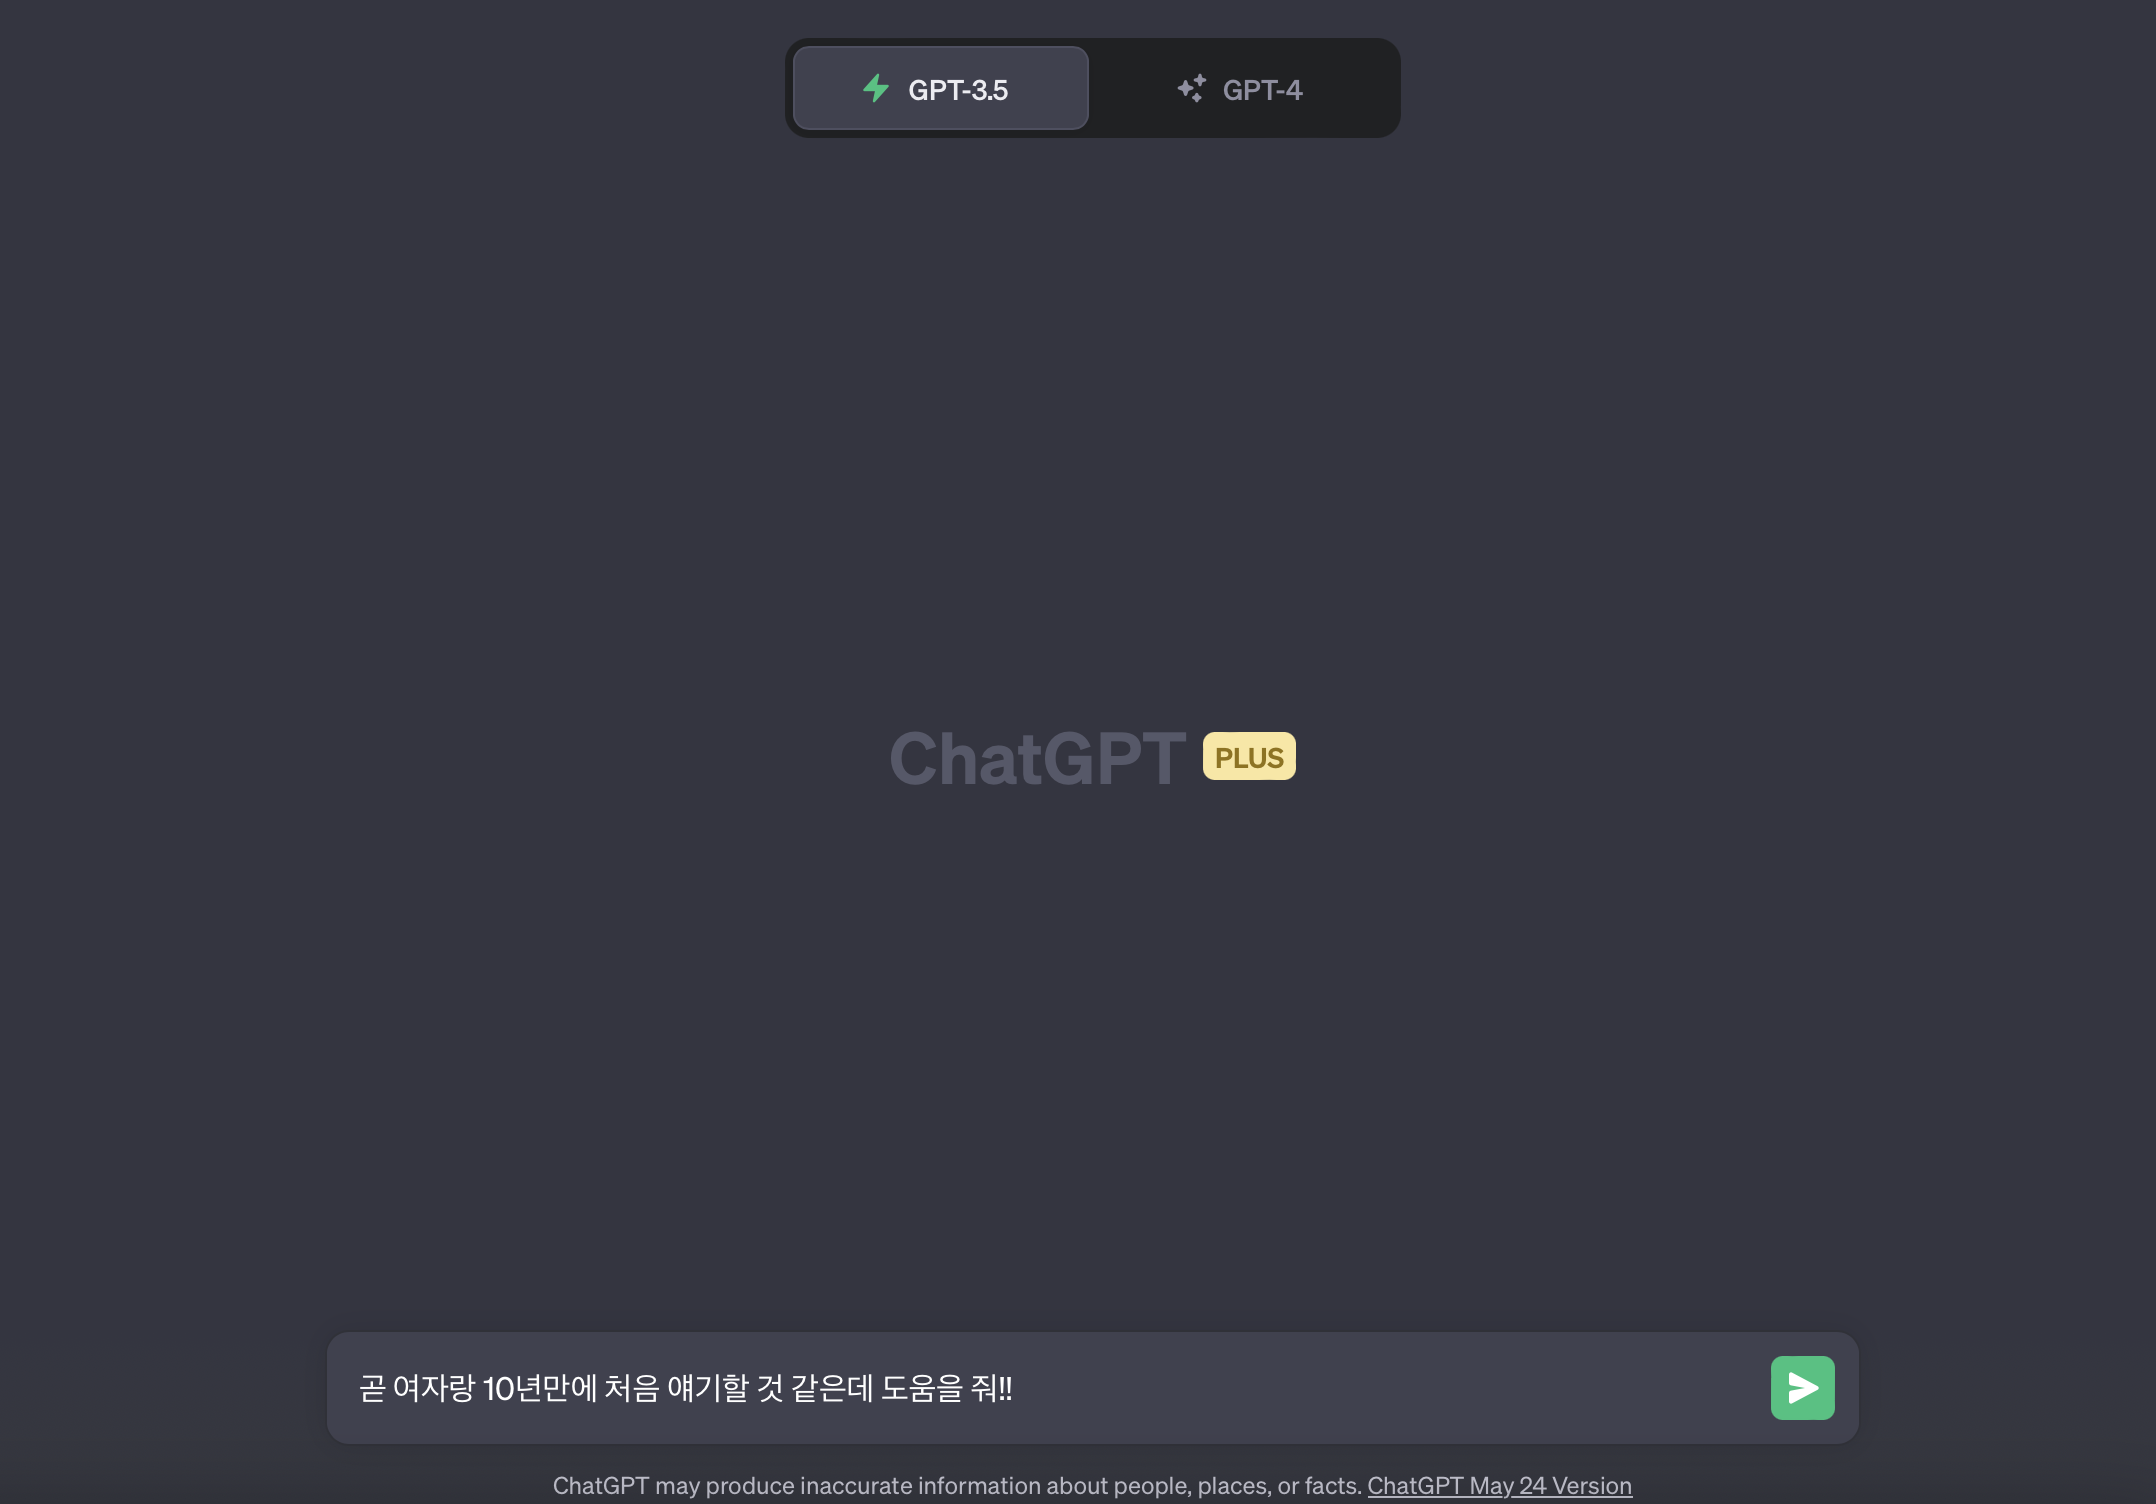 GPT-3.5
GPT-4
ChatGPT PLUS
곧 여자랑 10년만에 처음 얘기할 것 같은데 도움을 줘!!
ChatGPT may produce inaccurate information about people, places, or facts. ChatGPT May 24 Version